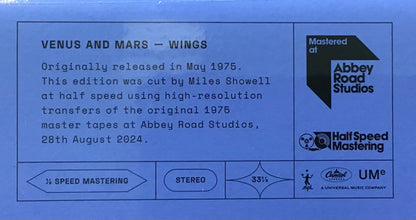 VENUS AND MARS — WINGS
Originally released in May 1975.
This edition was cut by Miles Showell
at half speed using high-resolution
transfers of the original 1975
master tapes at Abbey Road Studios,
28th August 2024.
½ SPEED MASTERING
STEREO
33⅓
Mastered
at
Abbey
Road
Studios
Half Speed
Mastering
mpl
Capitol
UMe
A UNIVERSAL MUSIC COMPANY